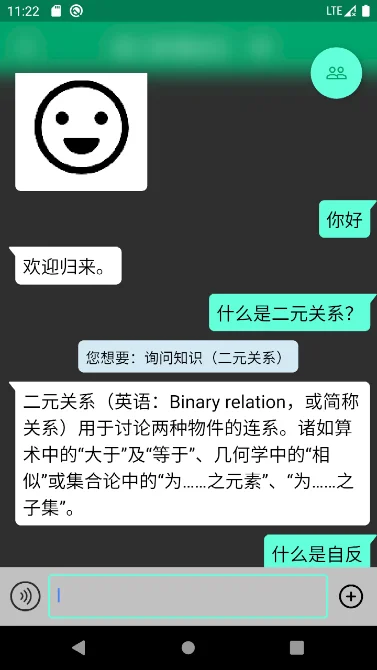 11:22
LTE
你好
欢迎归来。
什么是二元关系？
您想要：询问知识（二元关系）
二元关系（英语：Binary relation，或简称
关系）用于讨论两种物件的连系。诸如算
术中的“大于”及“等于”、几何学中的“相
似”或集合论中的“为……之元素”、“为……之
子集”。
什么是自反